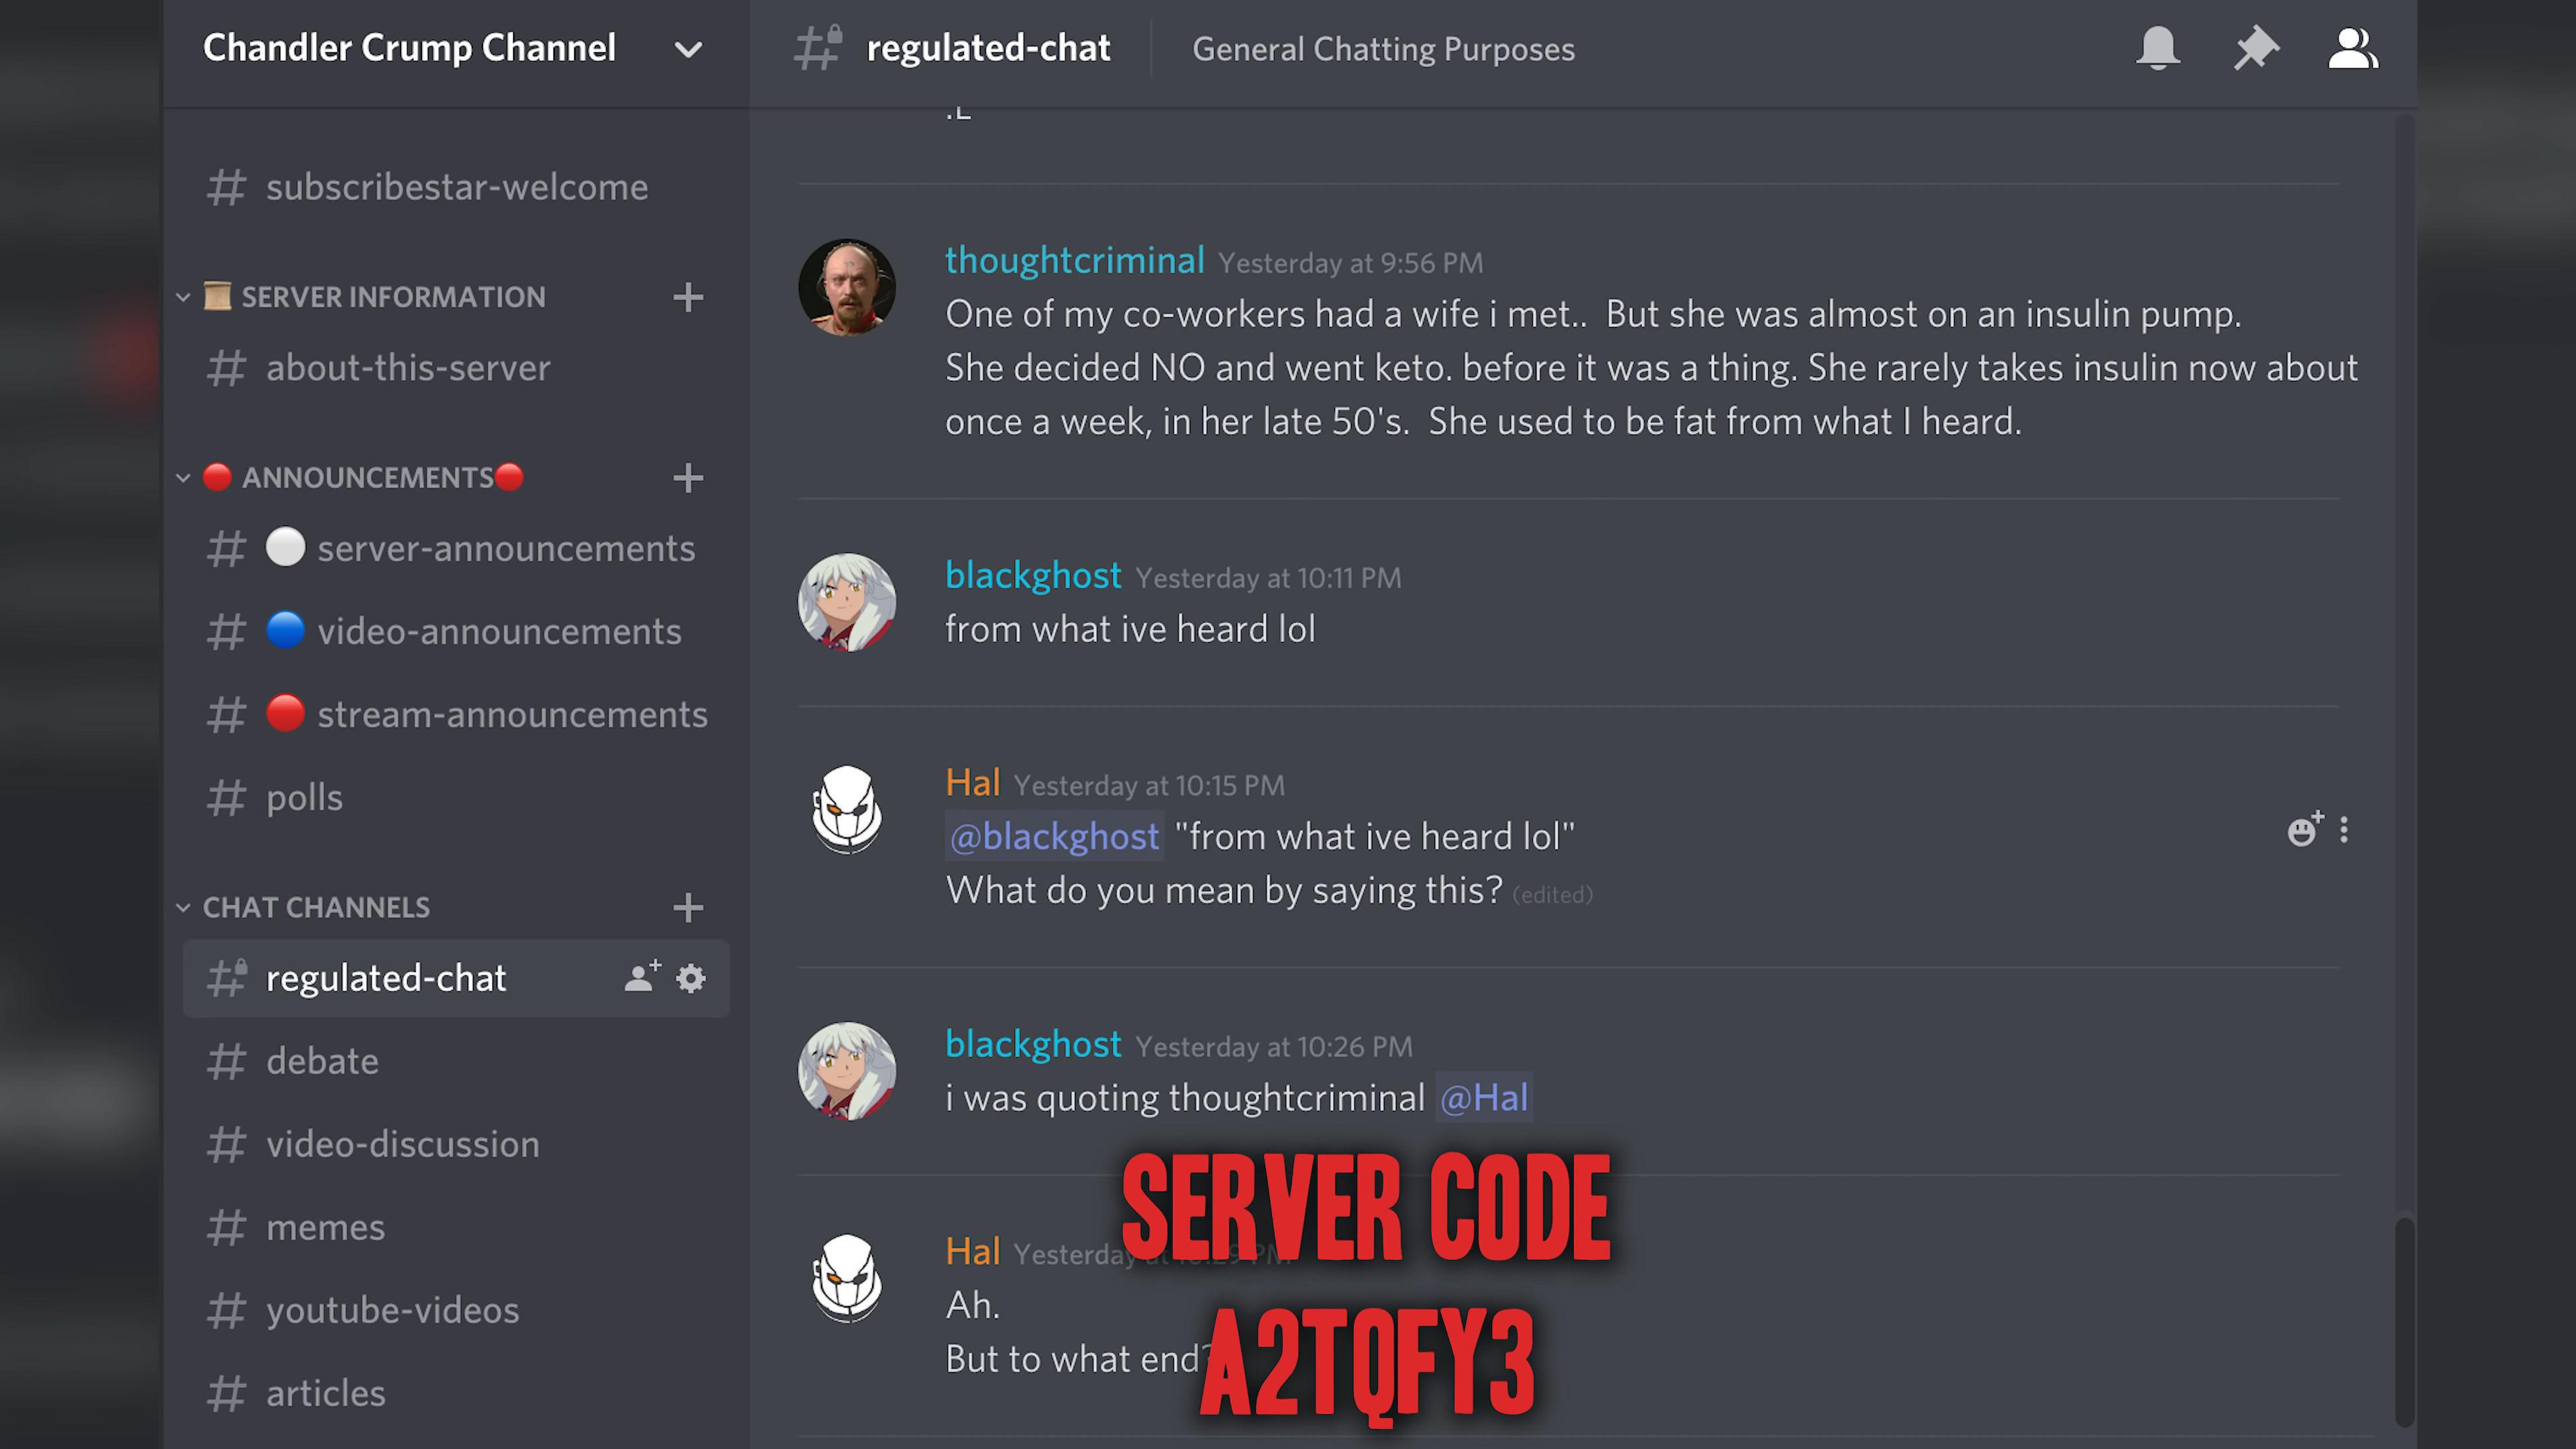 Chandler Crump Channel
subscribestar-welcome
SERVER INFORMATION
about-this-server
ANNOUNCEMENTS
server-announcements
video-announcements
stream-announcements
polls
CHAT CHANNELS
regulated-chat
debate
video-discussion
memes
youtube-videos
articles
regulated-chat General Chatting Purposes
thoughtcriminal Yesterday at 9:56 PM
One of my co-workers had a wife i met.. But she was almost on an insulin pump.
She decided NO and went keto. before it was a thing. She rarely takes insulin now about
once a week, in her late 50's. She used to be fat from what I heard.
blackghost Yesterday at 10:11 PM
from what ive heard lol
Hal Yesterday at 10:15 PM
@blackghost "from what ive heard lol"
What do you mean by saying this? (edited)
blackghost Yesterday at 10:26 PM
i was quoting thoughtcriminal @Hal
Hal Yesterday at 10:29 PM
Ah.
But to what end?
SERVER CODE
A2TQFY3